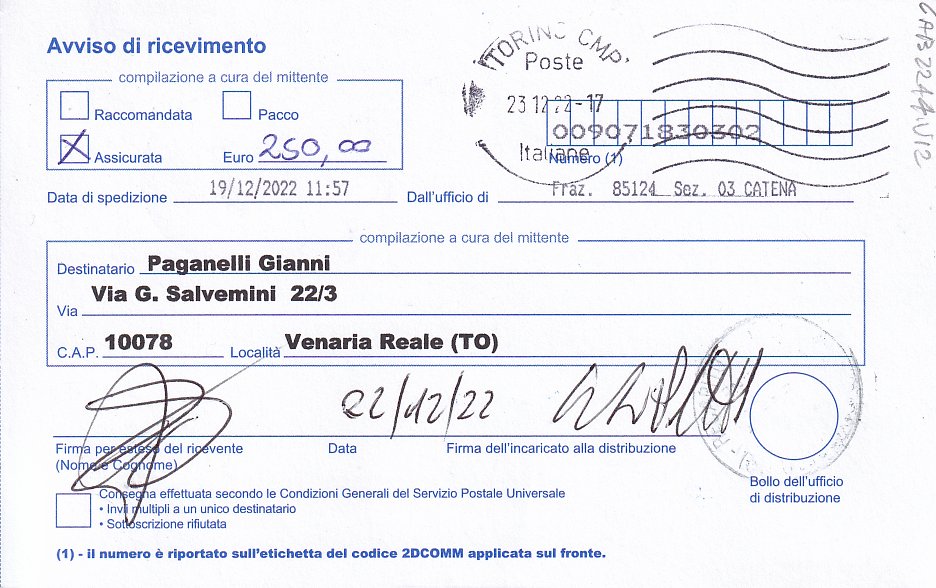 Avviso di ricevimento
compilazione a cura del mittente
Raccomandata
Pacco
Assicurata
Euro 250,00
TORINO CMP.
Poste
23 12 22-17
Italiane
009071830302
Numero (1)
Data di spedizione 19/12/2022 11:57
Dall'ufficio di Fraz. 85124 Sez. 03 CATENA
compilazione a cura del mittente
Destinatario Paganelli Gianni
Via G. Salvemini 22/3
Via
C.A.P. 10078 Località Venaria Reale (TO)
22/12/22
Firma per esteso del ricevente
(Nome e Cognome)
Data
Firma dell'incaricato alla distribuzione
Bollo dell'ufficio
di distribuzione
Consegna effettuata secondo le Condizioni Generali del Servizio Postale Universale
• Invii multipli a un unico destinatario
• Sottoscrizione rifiutata
(1) - il numero è riportato sull'etichetta del codice 2DCOMM applicata sul fronte.